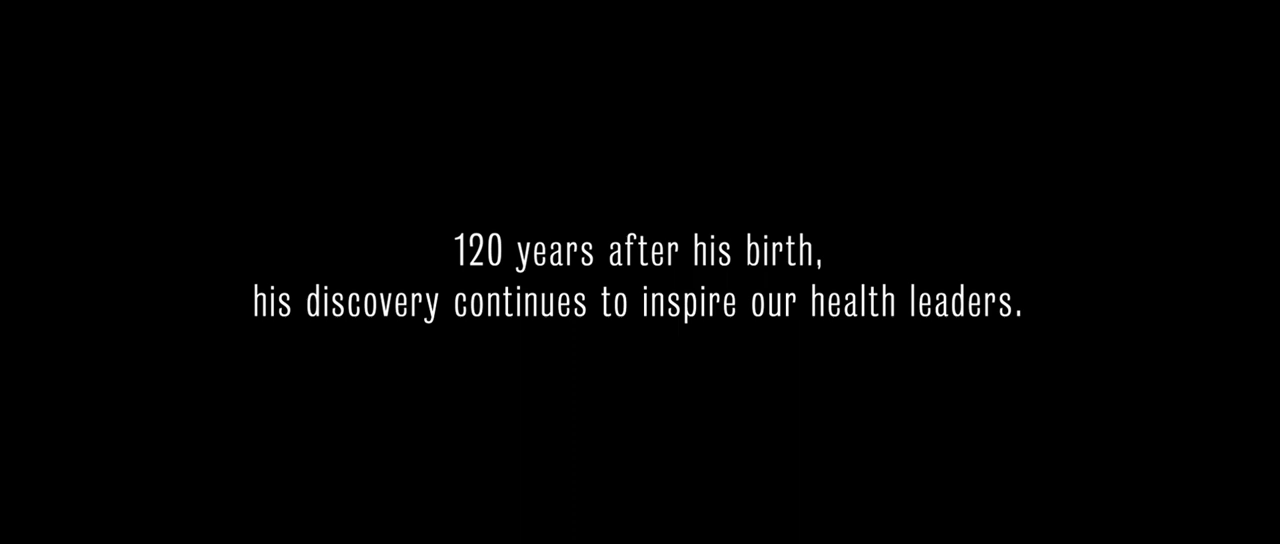 120 years after his birth,
his discovery continues to inspire our health leaders.